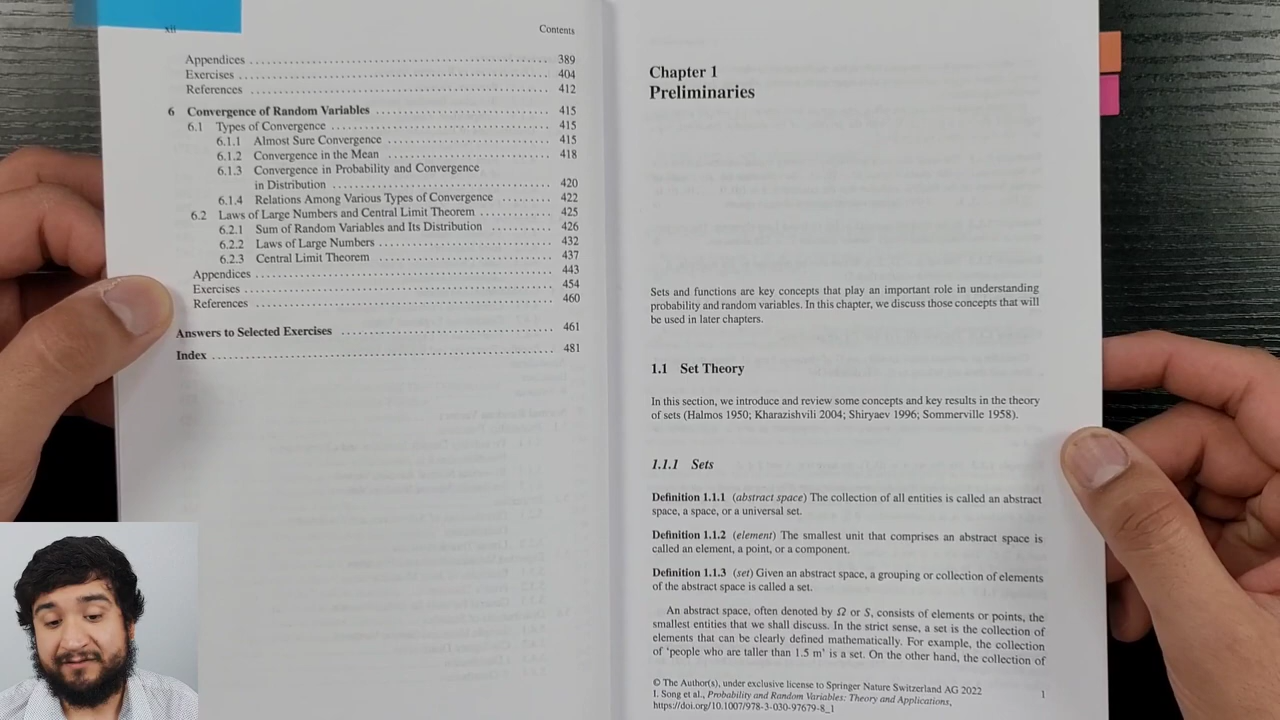 xii
Contents
Appendices ........ 389
Exercises ........ 404
References ........ 412
6 Convergence of Random Variables ........ 415
6.1 Types of Convergence ........ 415
6.1.1 Almost Sure Convergence ........ 415
6.1.2 Convergence in the Mean ........ 418
6.1.3 Convergence in Probability and Convergence
in Distribution ........ 420
6.1.4 Relations Among Various Types of Convergence ........ 422
6.2 Laws of Large Numbers and Central Limit Theorem ........ 425
6.2.1 Sum of Random Variables and Its Distribution ........ 426
6.2.2 Laws of Large Numbers ........ 432
6.2.3 Central Limit Theorem ........ 437
Appendices ........ 443
Exercises ........ 454
References ........ 460
Answers to Selected Exercises ........ 461
Index ........ 481
Chapter 1
Preliminaries
Sets and functions are key concepts that play an important role in understanding
probability and random variables. In this chapter, we discuss those concepts that will
be used in later chapters.
1.1 Set Theory
In this section, we introduce and review some concepts and key results in the theory
of sets (Halmos 1950; Kharazishvili 2004; Shiryaev 1996; Sommerville 1958).
1.1.1 Sets
Definition 1.1.1 (abstract space) The collection of all entities is called an abstract
space, a space, or a universal set.
Definition 1.1.2 (element) The smallest unit that comprises an abstract space is
called an element, a point, or a component.
Definition 1.1.3 (set) Given an abstract space, a grouping or collection of elements
of the abstract space is called a set.
An abstract space, often denoted by Ω or S, consists of elements or points, the
smallest entities that we shall discuss. In the strict sense, a set is the collection of
elements that can be clearly defined mathematically. For example, the collection
of ‘people who are taller than 1.5 m’ is a set. On the other hand, the collection of
© The Author(s), under exclusive license to Springer Nature Switzerland AG 2022
I. Song et al., Probability and Random Variables: Theory and Applications,
https://doi.org/10.1007/978-3-030-97679-8_1
1